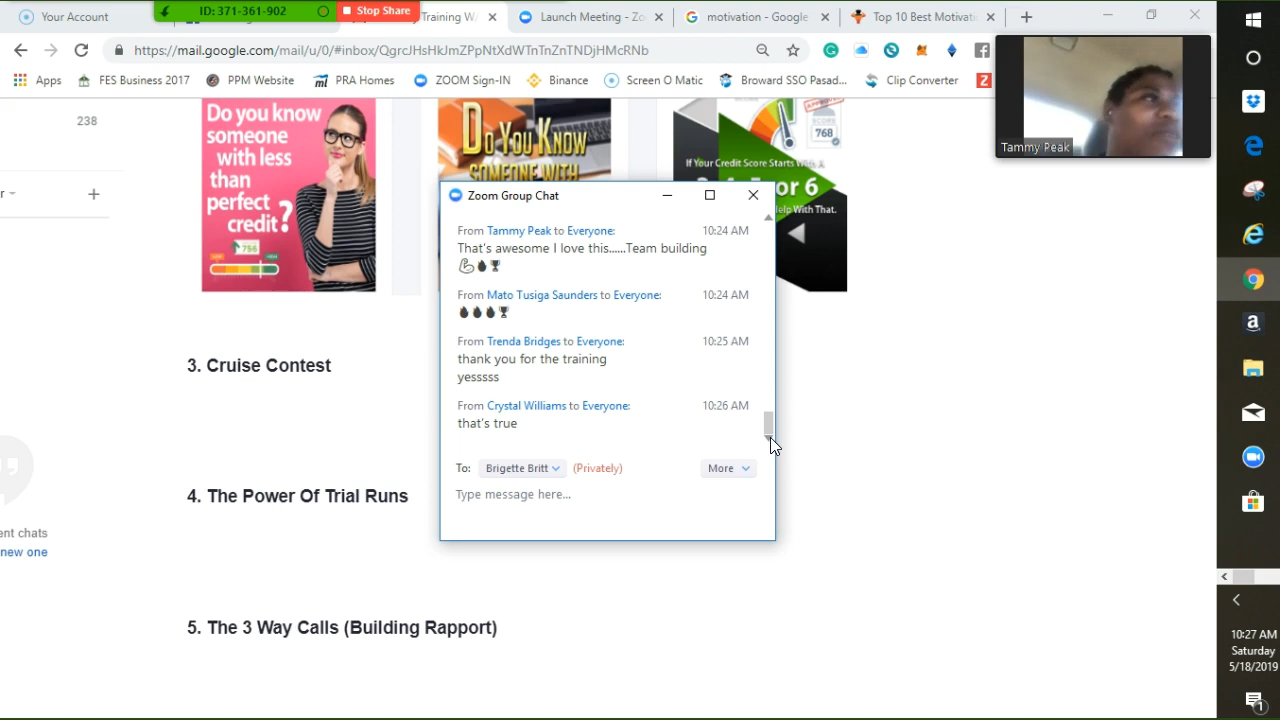 ID: 371-361-902
Stop Share
Your Account
Training W
Launch Meeting - Zo
motivation - Google
Top 10 Best Motivat
https://mail.google.com/mail/u/0/#inbox/QgrcJHsHkJmZPpNtXdWTnTnZnTNDjHMcRNb
Apps
FES Business 2017
PPM Website
PRA Homes
ZOOM Sign-IN
Binance
Screen O Matic
Broward SSO Pasad...
Clip Converter
Tammy Peak
238
Do you know
someone
with less
than
perfect
credit?
756
DO YOU KNOW
SOMEONE WITH
APPROVED
SCORE
768
If Your Credit Score Starts With A
or 6
Help With That.
Zoom Group Chat
From Tammy Peak to Everyone: 10:24 AM
That's awesome I love this......Team building
From Mato Tusiga Saunders to Everyone: 10:24 AM
From Trenda Bridges to Everyone: 10:25 AM
thank you for the training
yesssss
From Crystal Williams to Everyone: 10:26 AM
that's true
To: Brigette Britt (Privately) More
Type message here...
3. Cruise Contest
4. The Power Of Trial Runs
5. The 3 Way Calls (Building Rapport)
ent chats
new one
10:27 AM
Saturday
5/18/2019
1